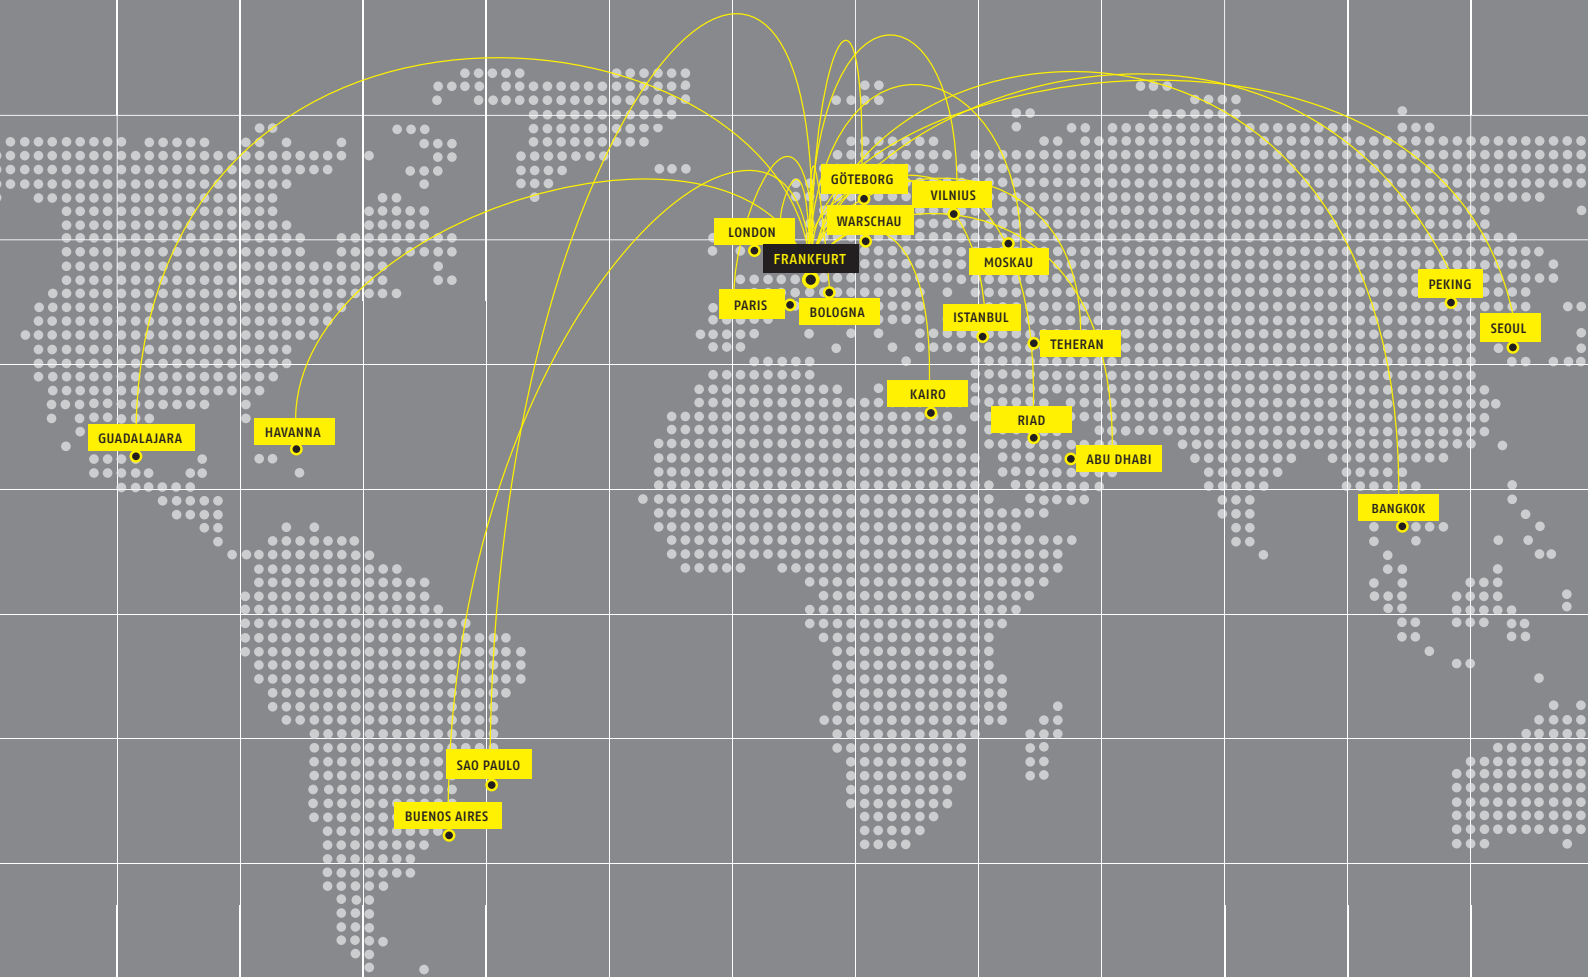 GÖTEBORG
VILNIUS
WARSCHAU
LONDON
FRANKFURT
MOSKAU
PEKING
PARIS
BOLOGNA
ISTANBUL
SEOUL
TEHERAN
KAIRO
RIAD
HAVANNA
GUADALAJARA
ABU DHABI
BANGKOK
SAO PAULO
BUENOS AIRES